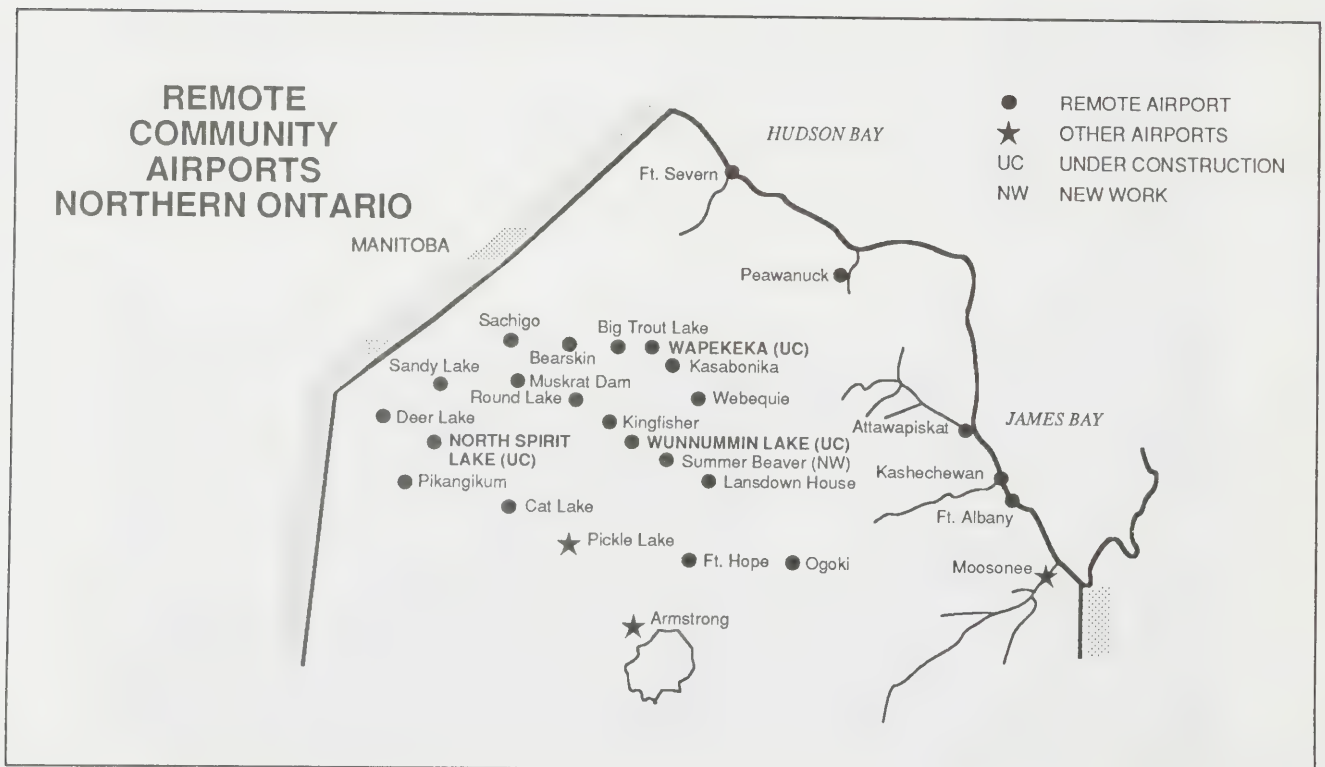 REMOTE
COMMUNITY
AIRPORTS
NORTHERN ONTARIO
REMOTE AIRPORT
OTHER AIRPORTS
UC UNDER CONSTRUCTION
NW NEW WORK
HUDSON BAY
Ft. Severn
MANITOBA
Peawanuck
Sachigo
Big Trout Lake
Bearskin
WAPEKEKA (UC)
Kasabonika
Sandy Lake
Muskrat Dam
Round Lake
Webequie
Deer Lake
Kingfisher
Attawapiskat
JAMES BAY
NORTH SPIRIT
LAKE (UC)
WUNNUMMIN LAKE (UC)
Summer Beaver (NW)
Kashechewan
Pikangikum
Lansdown House
Cat Lake
Ft. Albany
Pickle Lake
Ft. Hope
Ogoki
Moosonee
Armstrong